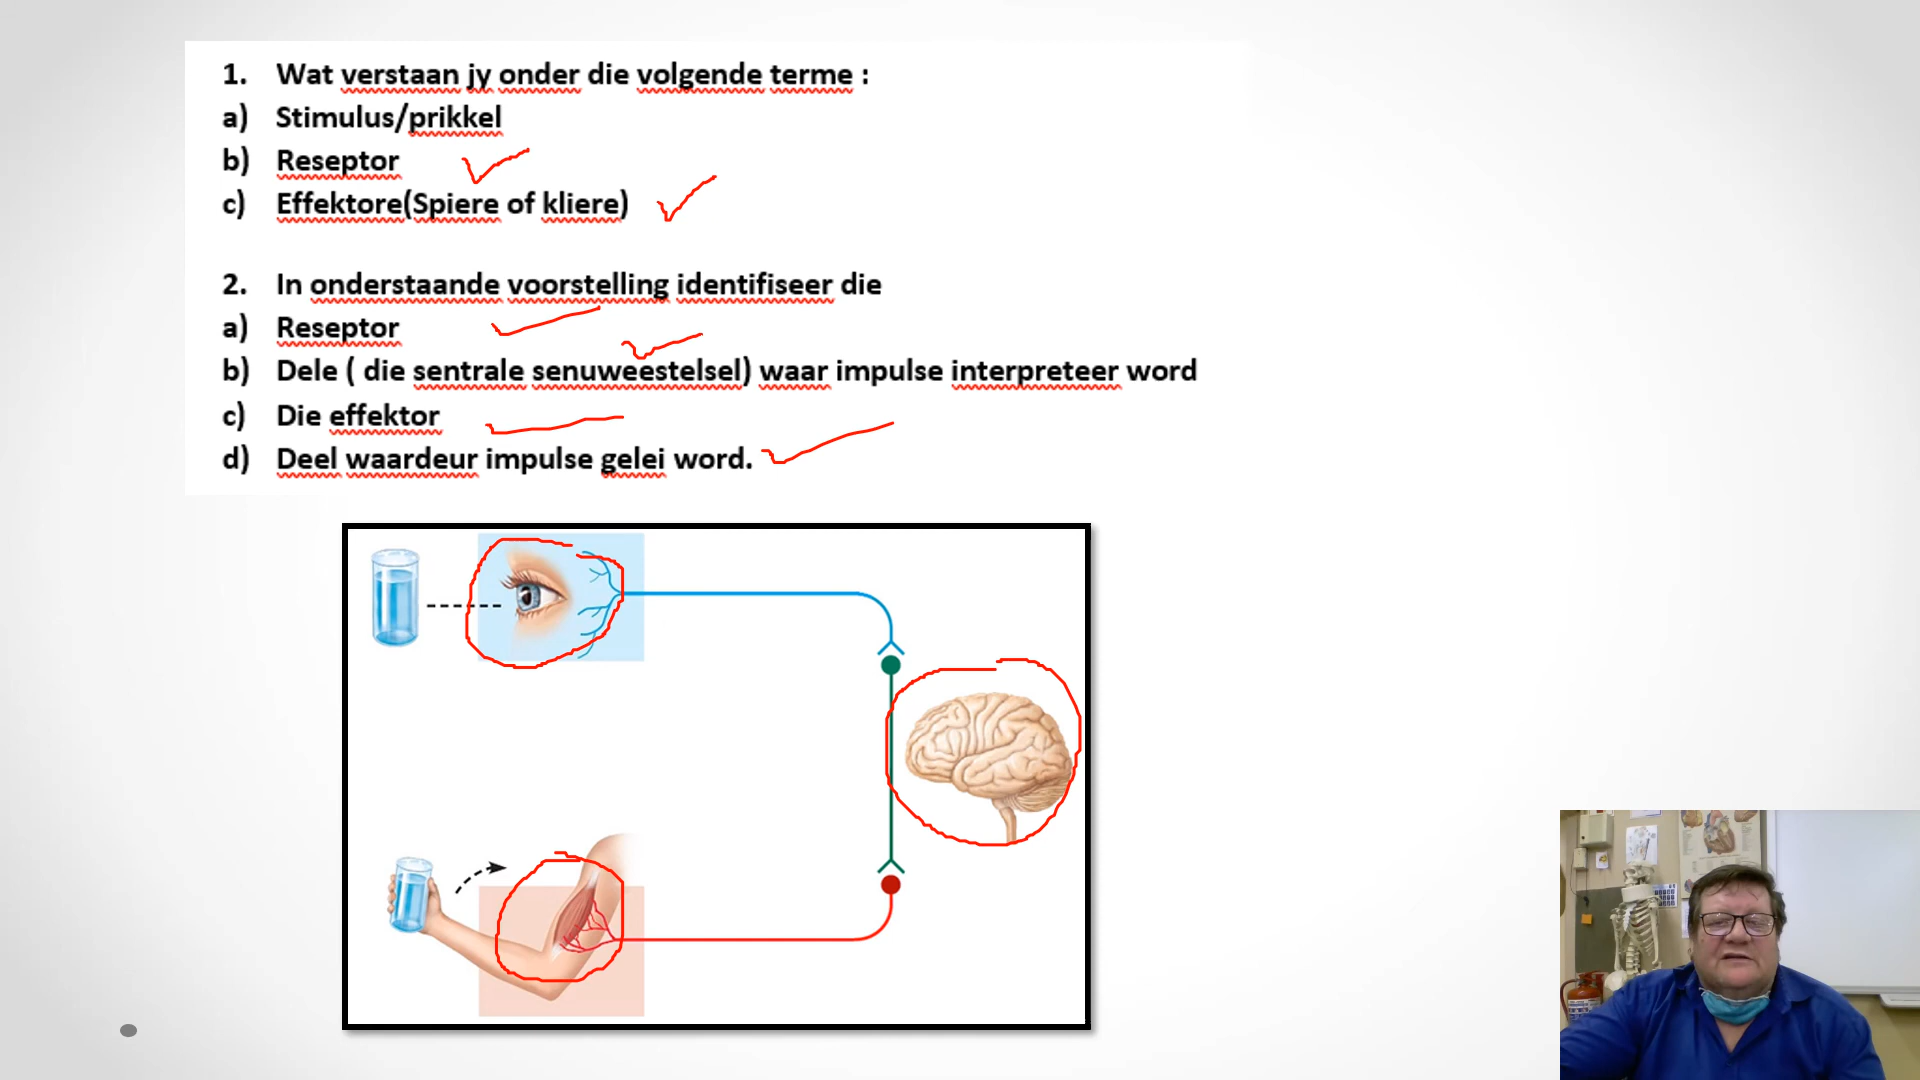 1. Wat verstaan jy onder die volgende terme :
a) Stimulus/prikkel
b) Reseptor
c) Effektore(Spiere of kliere)
2. In onderstaande voorstelling identifiseer die
a) Reseptor
b) Dele ( die sentrale senuweestelsel) waar impulse interpreteer word
c) Die effektor
d) Deel waardeur impulse gelei word.